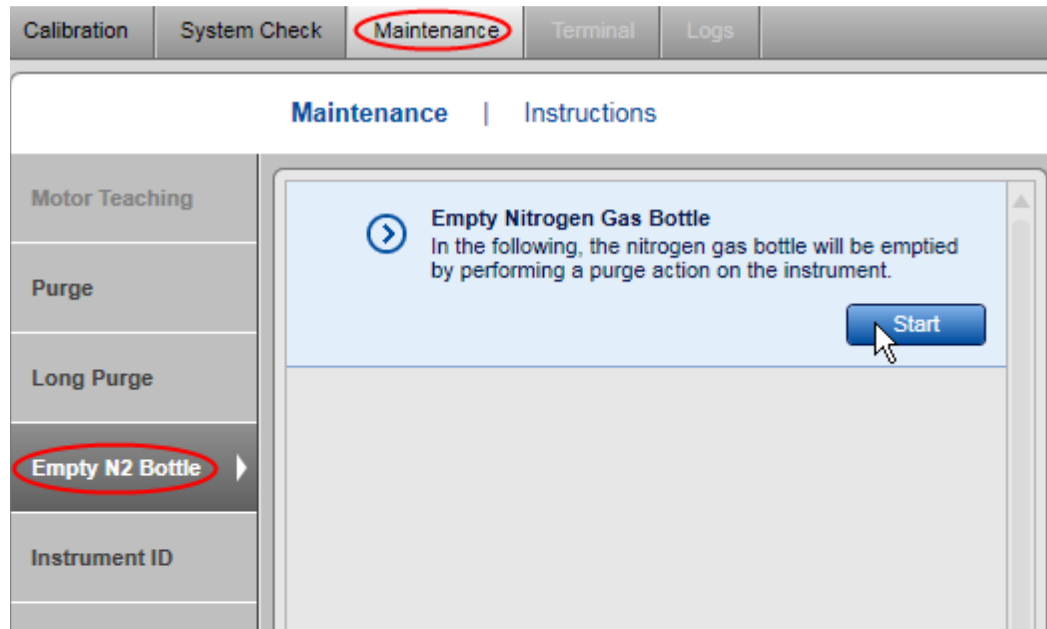 Calibration System Check Maintenance Terminal Logs
Maintenance | Instructions
Motor Teaching
Purge
Long Purge
Empty N2 Bottle
Instrument ID
Empty Nitrogen Gas Bottle
In the following, the nitrogen gas bottle will be emptied
by performing a purge action on the instrument.
Start